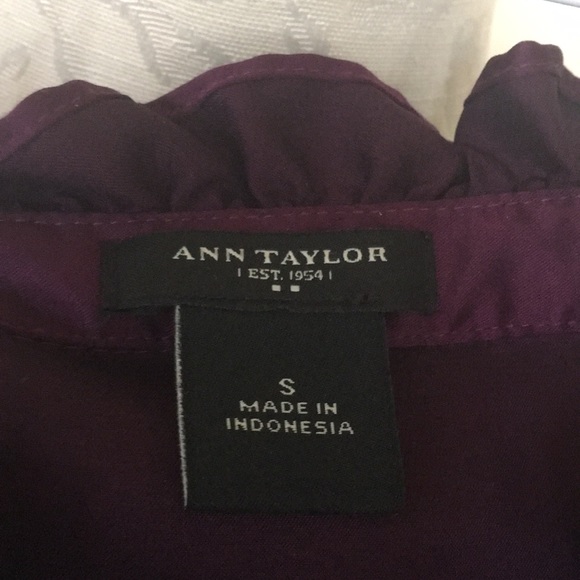 ANN TAYLOR
| EST. 1954 |
S
MADE IN
INDONESIA